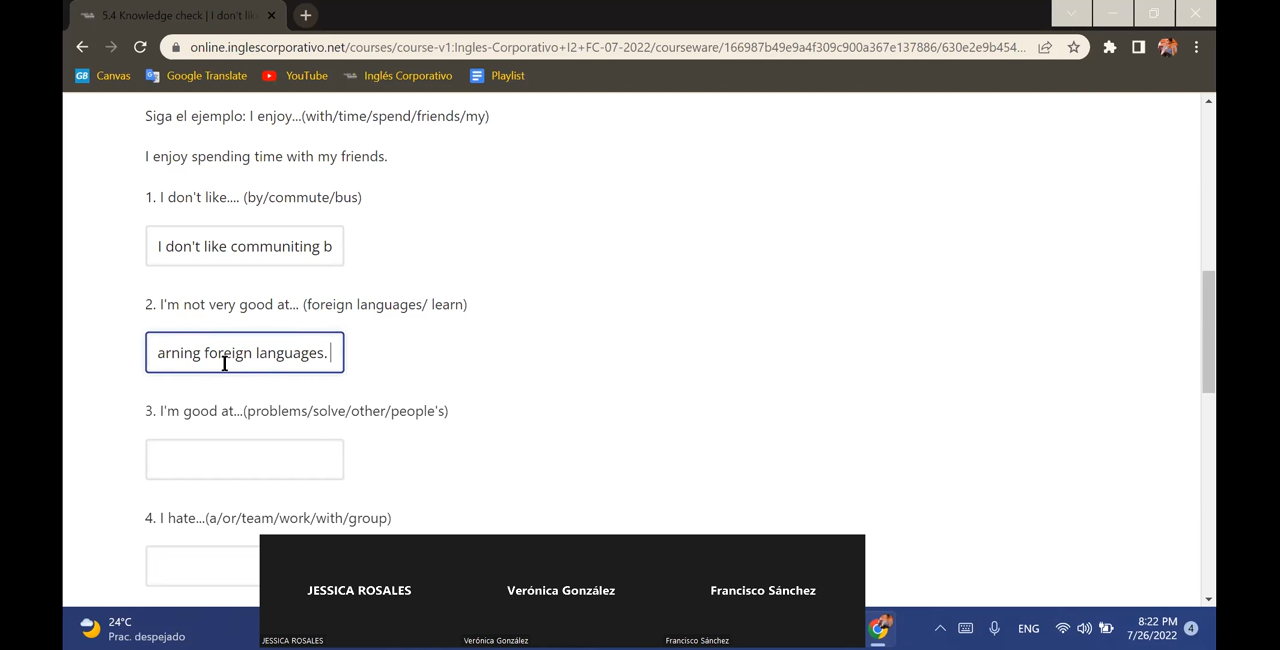 5.4 Knowledge check | I don't lik
online.inglescorporativo.net/courses/course-v1:Ingles-Corporativo+I2+FC-07-2022/courseware/166987b49e9a4f309c900a367e137886/630e2e9b454...
GB Canvas Google Translate YouTube Inglés Corporativo Playlist
Siga el ejemplo: I enjoy...(with/time/spend/friends/my)
I enjoy spending time with my friends.
1. I don't like.... (by/commute/bus)
I don't like communiting b
2. I'm not very good at... (foreign languages/ learn)
arning foreign languages.
3. I'm good at...(problems/solve/other/people's)
4. I hate...(a/or/team/work/with/group)
JESSICA ROSALES Verónica González Francisco Sánchez
JESSICA ROSALES Verónica González Francisco Sánchez
24°C
Prac. despejado
ENG
8:22 PM
7/26/2022
4